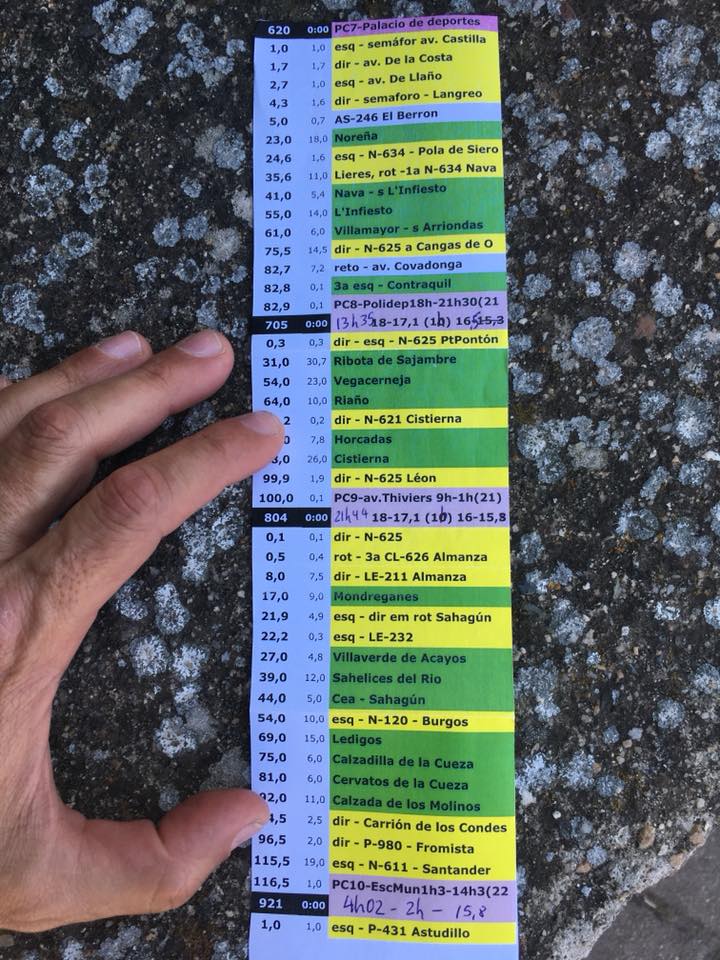 620 0:00 PC7-Palacio de deportes
1,0 1,0 esq - semáfor av. Castilla
1,7 1,7 dir - av. De la Costa
2,7 1,0 esq - av. De Llaño
4,3 1,6 dir - semaforo - Langreo
5,0 0,7 AS-246 El Berron
23,0 18,0 Noreña
24,6 1,6 esq - N-634 - Pola de Siero
35,6 11,0 Lieres, rot -1a N-634 Nava
41,0 5,4 Nava - s L'Infiesto
55,0 14,0 L'Infiesto
61,0 6,0 Villamayor - s Arriondas
75,5 14,5 dir - N-625 a Cangas de O
82,7 7,2 reto - av. Covadonga
82,8 0,1 3a esq - Contraquil
82,9 0,1 PC8-Polidep18h-21h30(21
705 0:00 13h35 18-17,1 (1h) 16,5 15,3
0,3 0,3 dir - esq - N-625 PtPontón
31,0 30,7 Ribota de Sajambre
54,0 23,0 Vegacerneja
64,0 10,0 Riaño
2 0,2 dir - N-621 Cistierna
0 7,8 Horcadas
8,0 26,0 Cistierna
99,9 1,9 dir - N-625 Léon
100,0 0,1 PC9-av.Thiviers 9h-1h(21)
804 0:00 21h44 18-17,1 (1h) 16-15,8
0,1 0,1 dir - N-625
0,5 0,4 rot - 3a CL-626 Almanza
8,0 7,5 dir - LE-211 Almanza
17,0 9,0 Mondreganes
21,9 4,9 esq - dir em rot Sahagún
22,2 0,3 esq - LE-232
27,0 4,8 Villaverde de Acayos
39,0 12,0 Sahelices del Rio
44,0 5,0 Cea - Sahagún
54,0 10,0 esq - N-120 - Burgos
69,0 15,0 Ledigos
75,0 6,0 Calzadilla de la Cueza
81,0 6,0 Cervatos de la Cueza
92,0 11,0 Calzada de los Molinos
4,5 2,5 dir - Carrión de los Condes
96,5 2,0 dir - P-980 - Fromista
115,5 19,0 esq - N-611 - Santander
116,5 1,0 PC10-EscMun1h3-14h3(22
921 0:00 4h02 - 2h - 15,8
1,0 1,0 esq - P-431 Astudillo